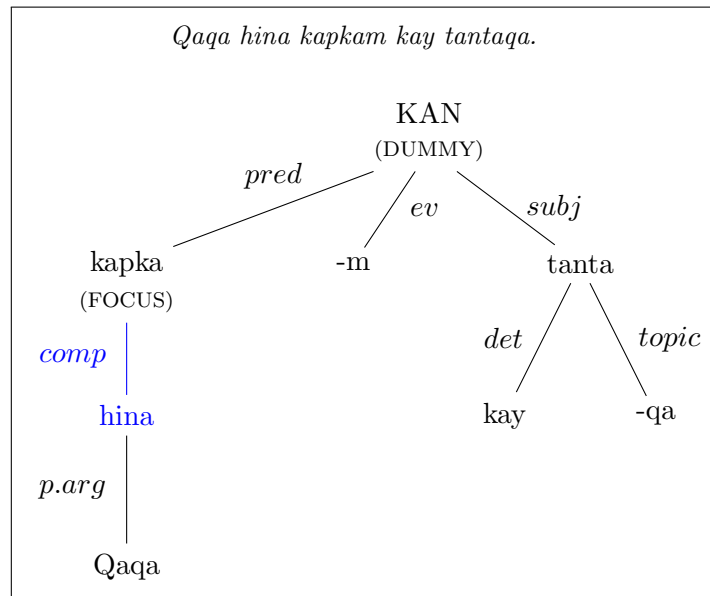 Qaqa hina kapkam kay tantaqa.
KAN
(DUMMY)
pred
ev
subj
kapka
-m
tanta
(FOCUS)
comp
det
topic
hina
kay
-qa
p.arg
Qaqa